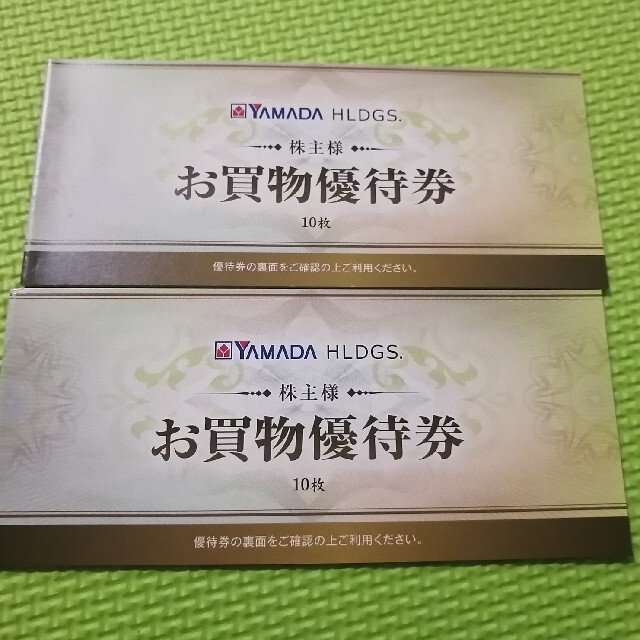 YAMADA HLDGS.
株主様
お買物優待券
10枚
優待券の裏面をご確認の上ご利用ください。
YAMADA HLDGS.
株主様
お買物優待券
10枚
優待券の裏面をご確認の上ご利用ください。